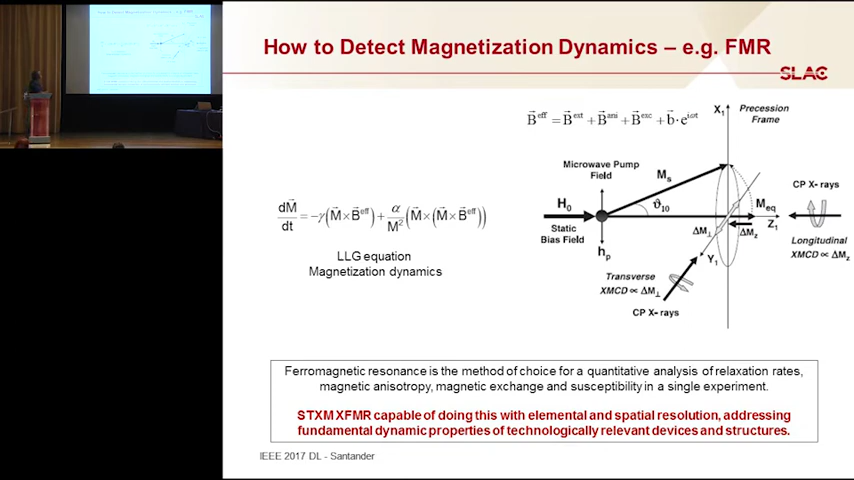 How to Detect Magnetization Dynamics – e.g. FMR
SLAC
B⃗^eff = B⃗^ext + B⃗^ani + B⃗^exc + b⃗·e^iωt
X₁
Precession
Frame
Microwave Pump
Field
Mₛ
CP X- rays
H₀
ϑ₁₀
M_eq
Static
Bias Field
Z₁
ΔM⊥
ΔM_z
hₚ
Y₁
Longitudinal
XMCD ∝ ΔM_z
Transverse
XMCD ∝ ΔM⊥
CP X-rays
dM⃗/dt = -γ(M⃗×B⃗^eff) + α/M²(M⃗×(M⃗×B⃗^eff))
LLG equation
Magnetization dynamics
Ferromagnetic resonance is the method of choice for a quantitative analysis of relaxation rates,
magnetic anisotropy, magnetic exchange and susceptibility in a single experiment.
STXM XFMR capable of doing this with elemental and spatial resolution, addressing
fundamental dynamic properties of technologically relevant devices and structures.
IEEE 2017 DL - Santander